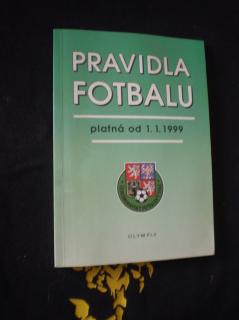 PRAVIDLA
FOTBALU
platná od 1. 1. 1999
OLYMPIA